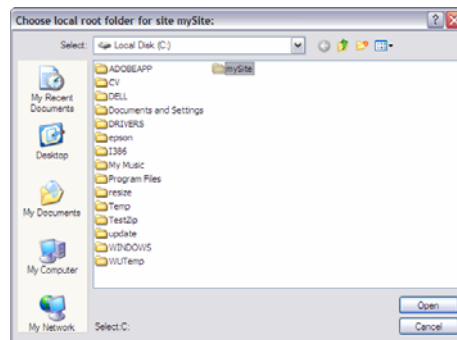 Choose local root folder for site mySite:
Select: Local Disk (C:)
My Recent Documents
Desktop
My Documents
My Computer
My Network
ADOBEAPP
CV
DELL
Documents and Settings
DRIVERS
epson
I386
My Music
Program Files
resize
Temp
TestZip
update
WINDOWS
WUTemp
mySite
Select:C:
Open
Cancel